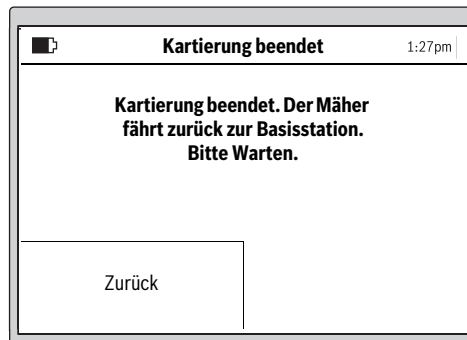 Kartierung beendet 1:27pm
Kartierung beendet. Der Mäher
fährt zurück zur Basisstation.
Bitte Warten.
Zurück